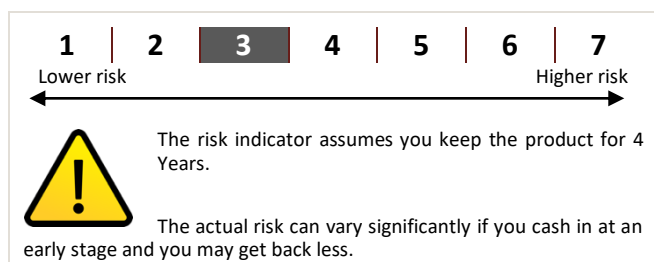 1 2 3 4 5 6 7
Lower risk Higher risk
The risk indicator assumes you keep the product for 4
Years.
The actual risk can vary significantly if you cash in at an
early stage and you may get back less.